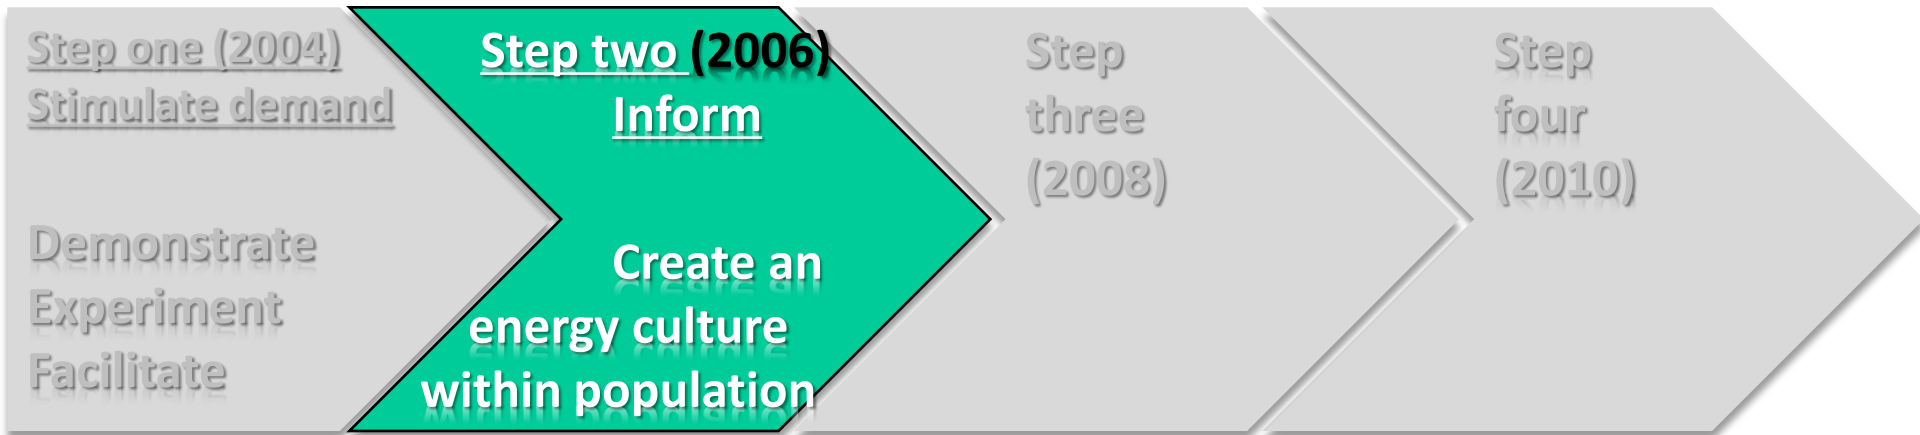 Step one (2004)
Stimulate demand
Demonstrate
Experiment
Facilitate
Step two (2006)
Inform
Create an
energy culture
within population
Step
three
(2008)
Step
four
(2010)